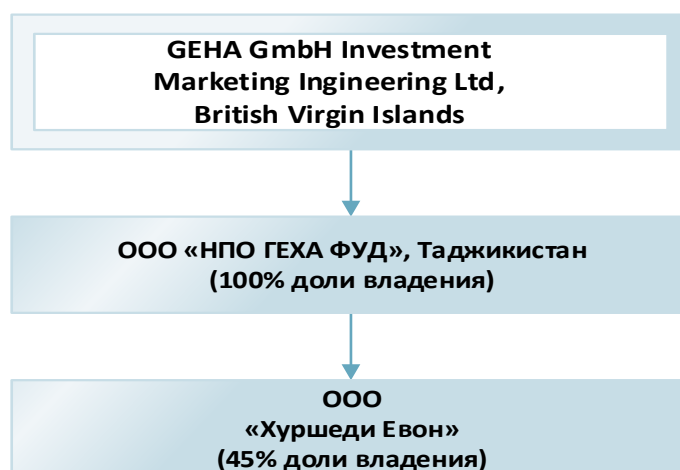 GEHA GmbH Investment
Marketing Ingineering Ltd,
British Virgin Islands
ООО «НПО ГЕХА ФУД», Таджикистан
(100% доли владения)
ООО
«Хуршеди Евон»
(45% доли владения)